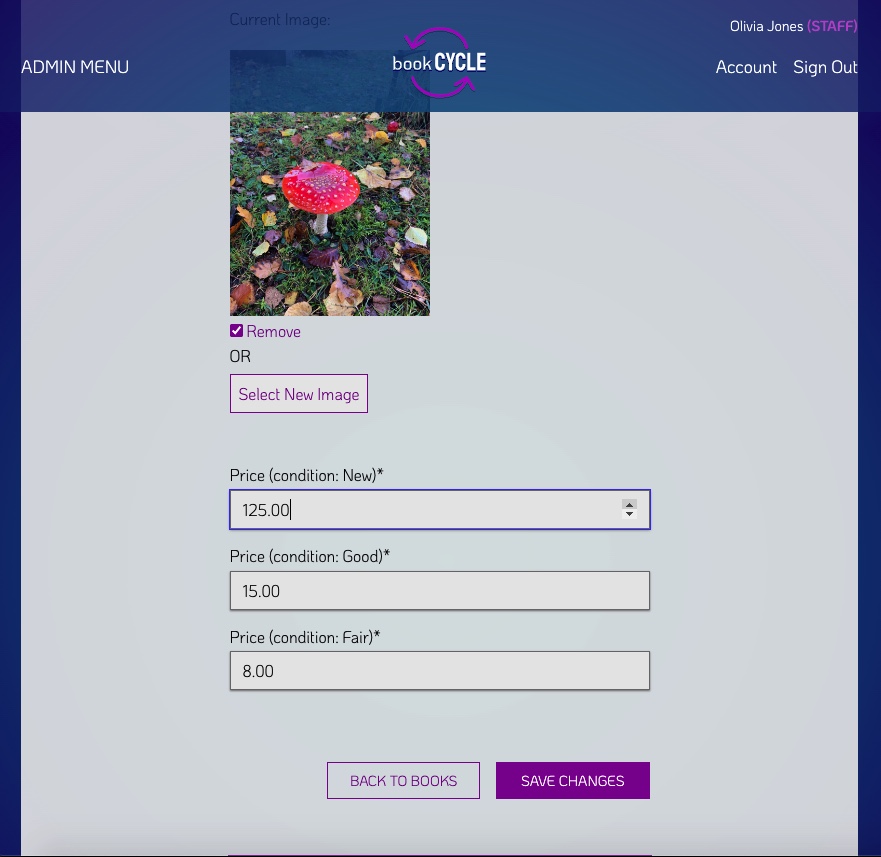 Current Image:
Olivia Jones (STAFF)
ADMIN MENU
book CYCLE
Account Sign Out
Remove
OR
Select New Image
Price (condition: New)*
125.00
Price (condition: Good)*
15.00
Price (condition: Fair)*
8.00
BACK TO BOOKS
SAVE CHANGES